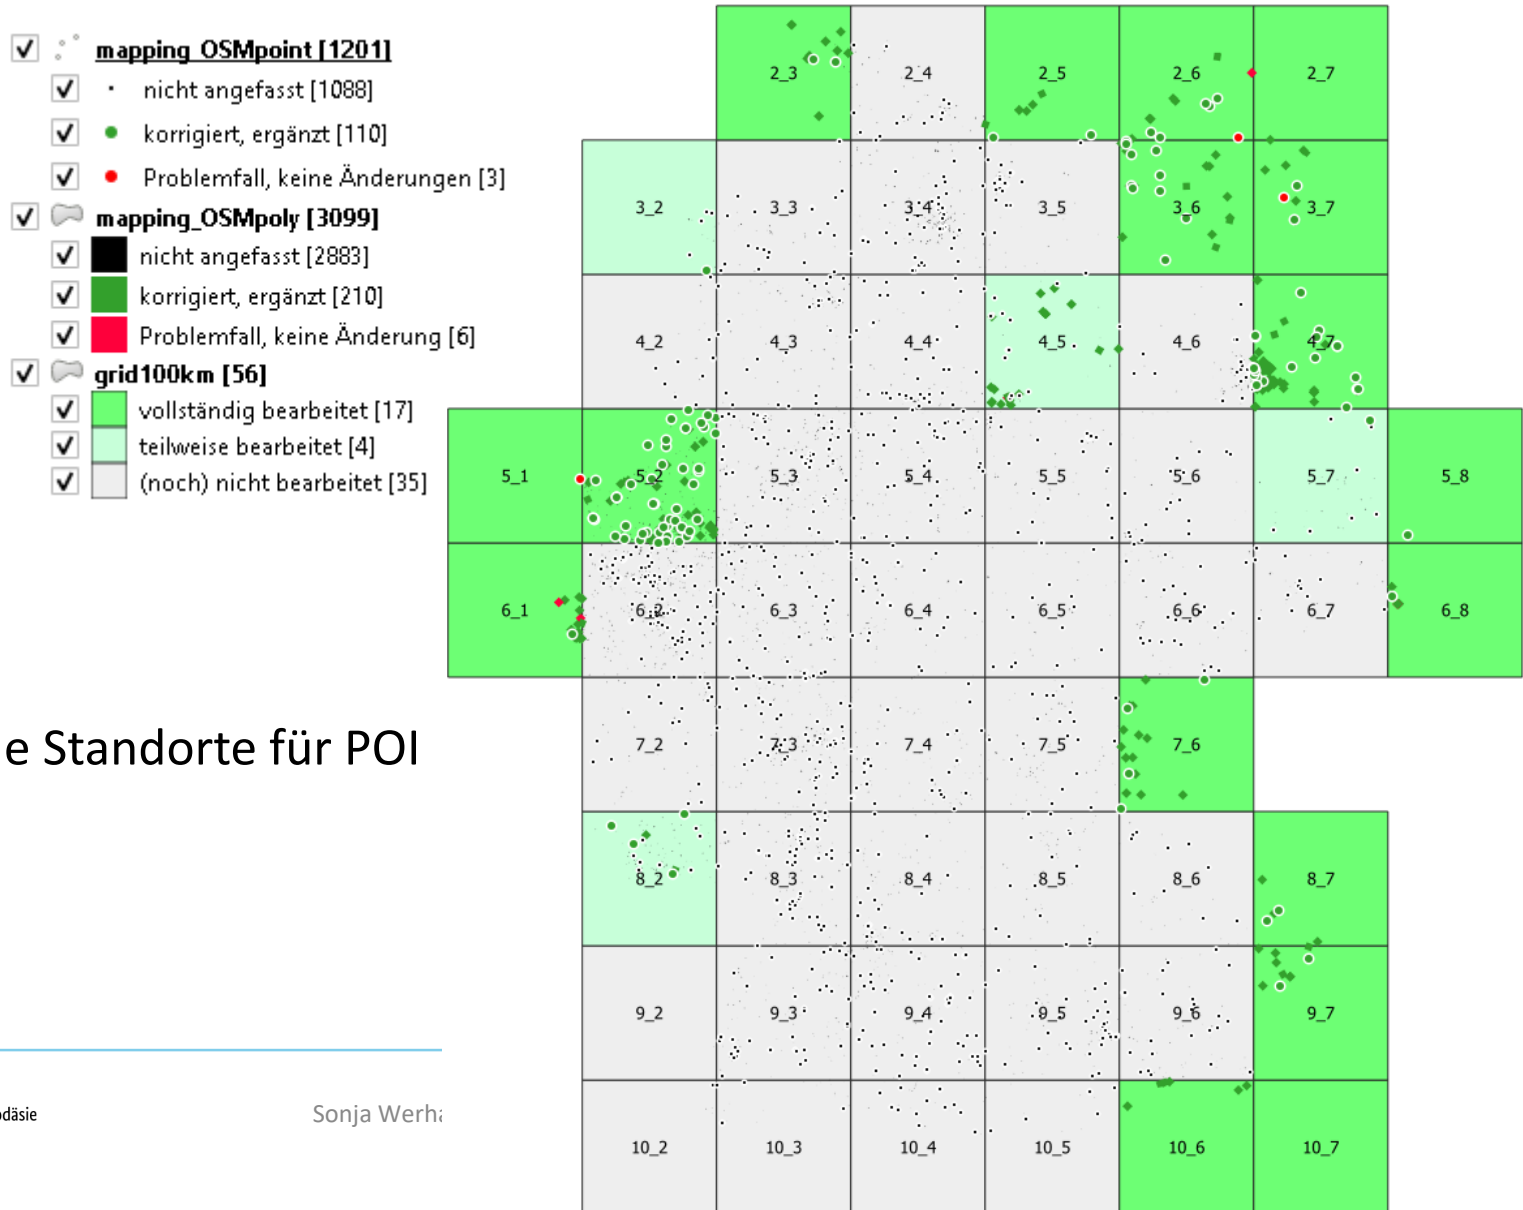 mapping_OSMpoint [1201]
nicht angefasst [1088]
korrigiert, ergänzt [110]
Problemfall, keine Änderungen [3]
mapping_OSMpoly [3099]
nicht angefasst [2883]
korrigiert, ergänzt [210]
Problemfall, keine Änderung [6]
grid100km [56]
vollständig bearbeitet [17]
teilweise bearbeitet [4]
(noch) nicht bearbeitet [35]
2_3 2_4 2_5 2_6 2_7
3_2 3_3 3_4 3_5 3_6 3_7
4_2 4_3 4_4 4_5 4_6 4_7
5_1 5_2 5_3 5_4 5_5 5_6 5_7 5_8
6_1 6_2 6_3 6_4 6_5 6_6 6_7 6_8
7_2 7_3 7_4 7_5 7_6
e Standorte für POI
8_2 8_3 8_4 8_5 8_6 8_7
9_2 9_3 9_4 9_5 9_6 9_7
odäsie
Sonja Werha
10_2 10_3 10_4 10_5 10_6 10_7